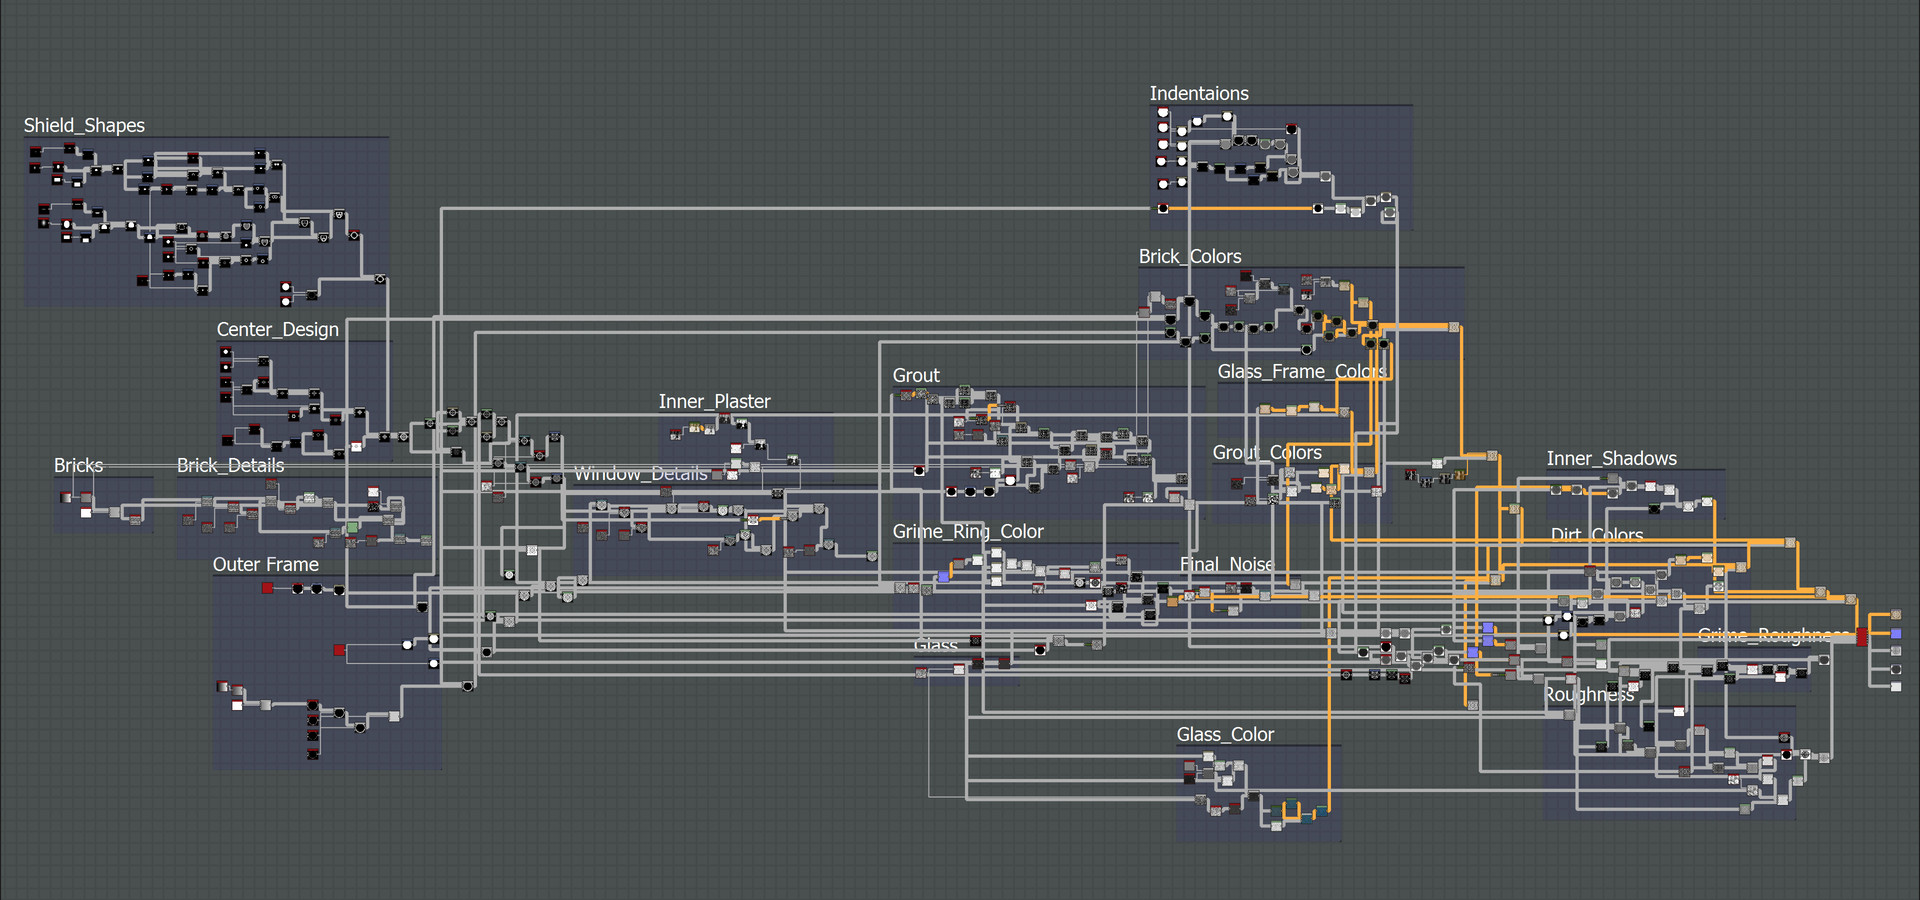 Indentaions
Shield_Shapes
Brick_Colors
Center_Design
Glass_Frame_Colors
Grout
Inner_Plaster
Grout_Colors
Inner_Shadows
Bricks
Brick_Details
Window_Details
Grime_Ring_Color
Dirt_Colors
Outer Frame
Final_Noise
Grime_Roughness
Glass
Roughness
Glass_Color